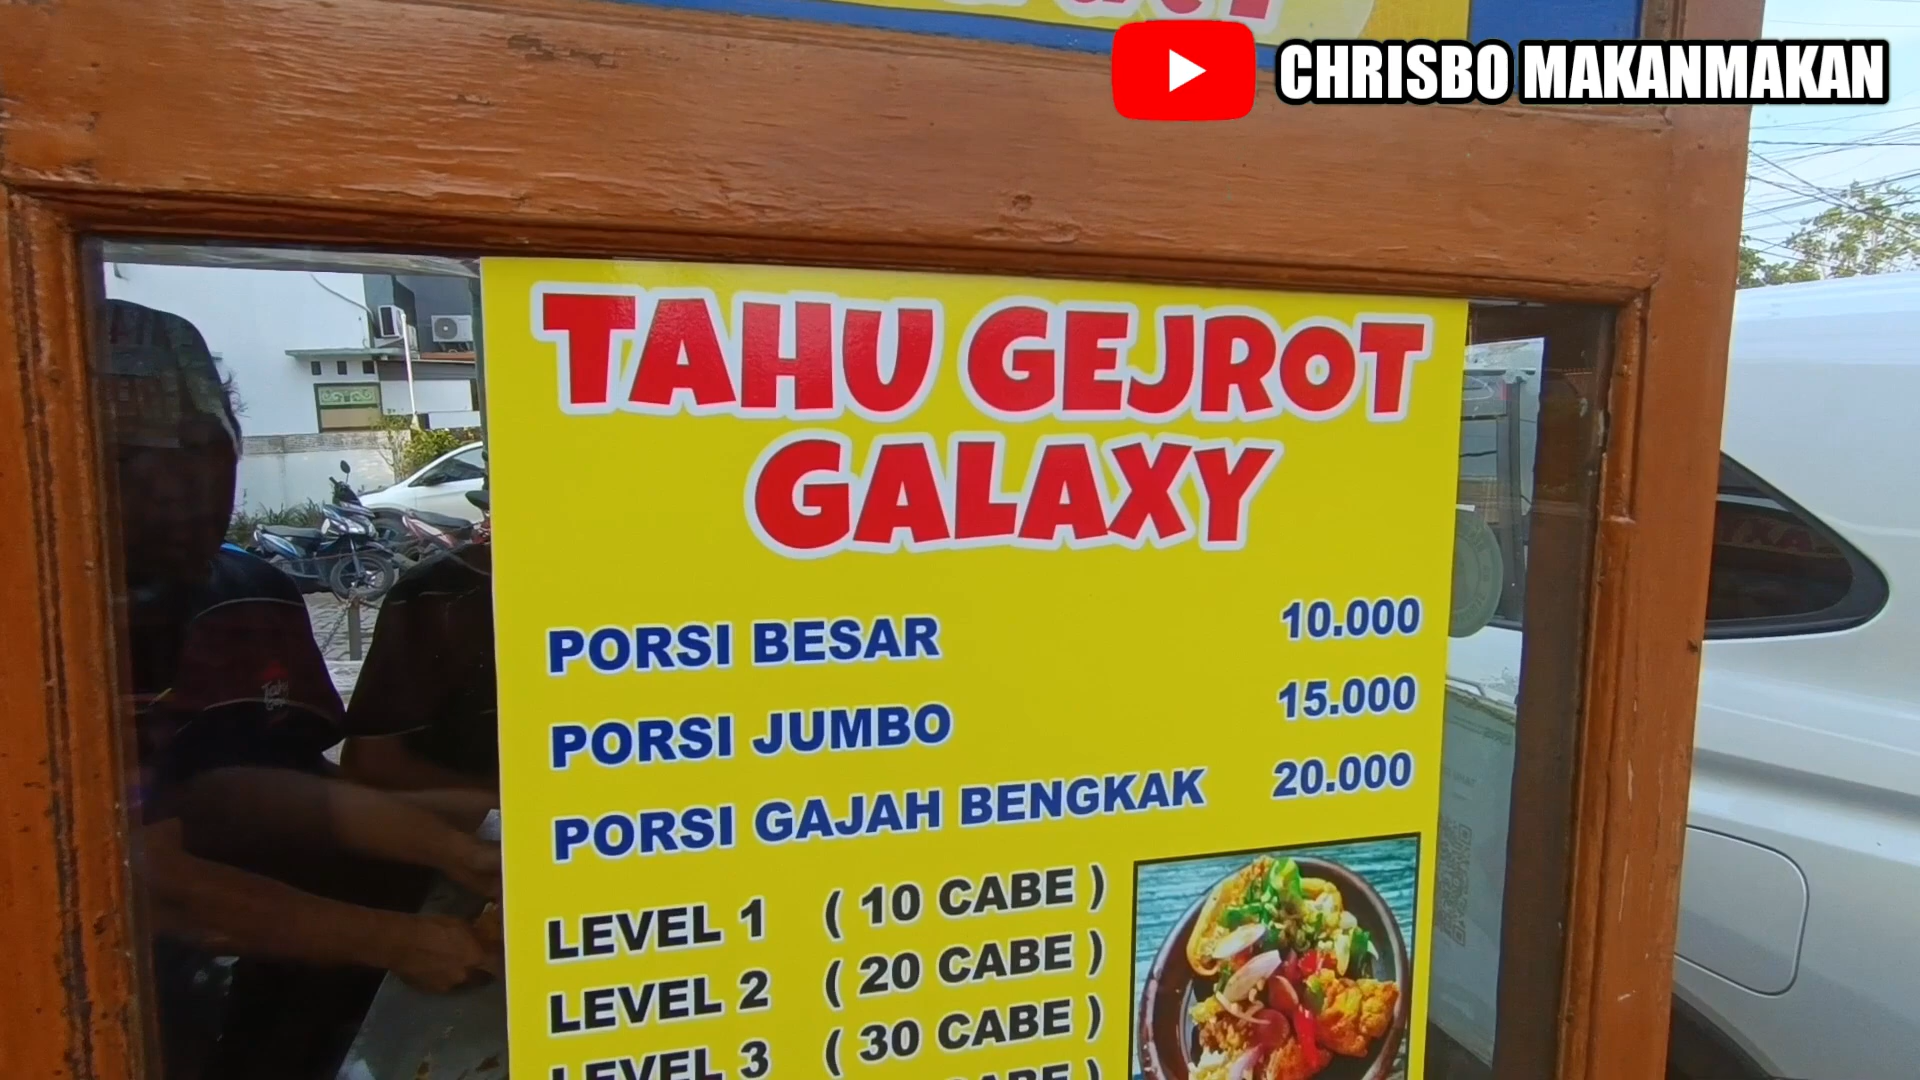 CHRISBO MAKANMAKAN
TAHU GEJROT
GALAXY
PORSI BESAR 10.000
PORSI JUMBO 15.000
PORSI GAJAH BENGKAK 20.000
LEVEL 1 ( 10 CABE )
LEVEL 2 ( 20 CABE )
LEVEL 3 ( 30 CABE )
CABE )